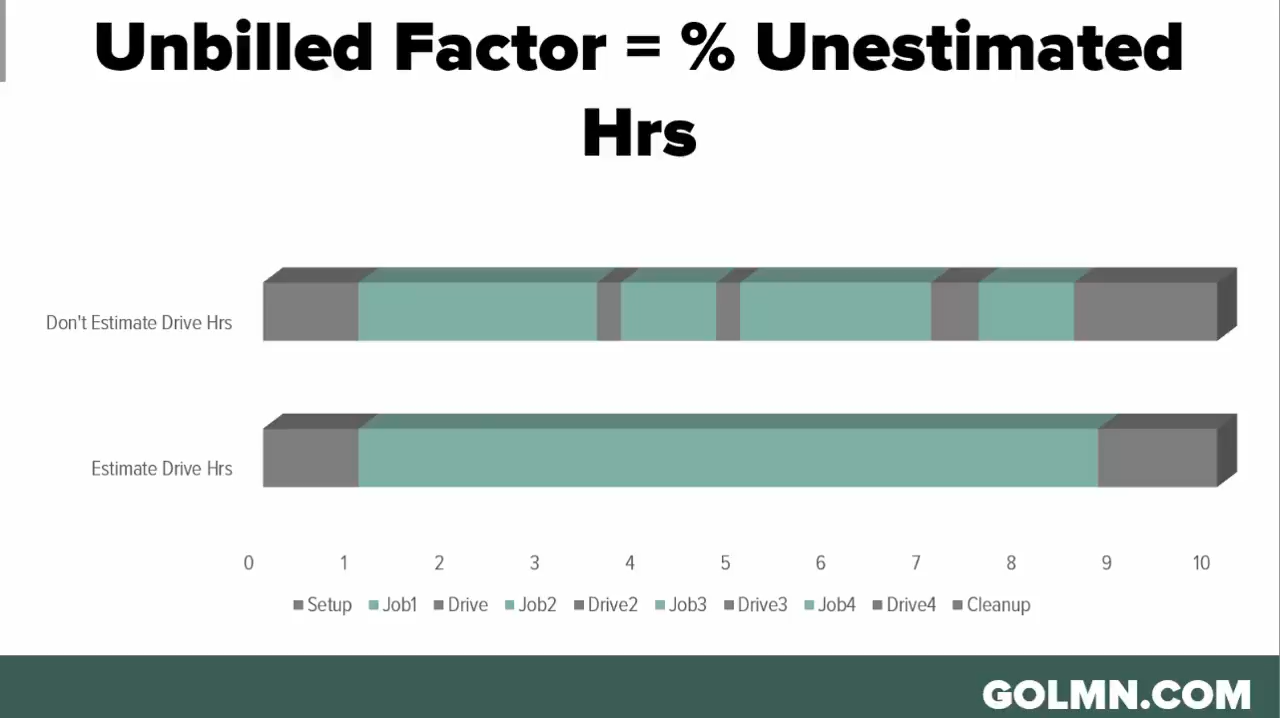 Unbilled Factor = % Unestimated
Hrs
Don't Estimate Drive Hrs
Estimate Drive Hrs
0 1 2 3 4 5 6 7 8 9 10
Setup Job1 Drive Job2 Drive2 Job3 Drive3 Job4 Drive4 Cleanup
GOLMN.COM